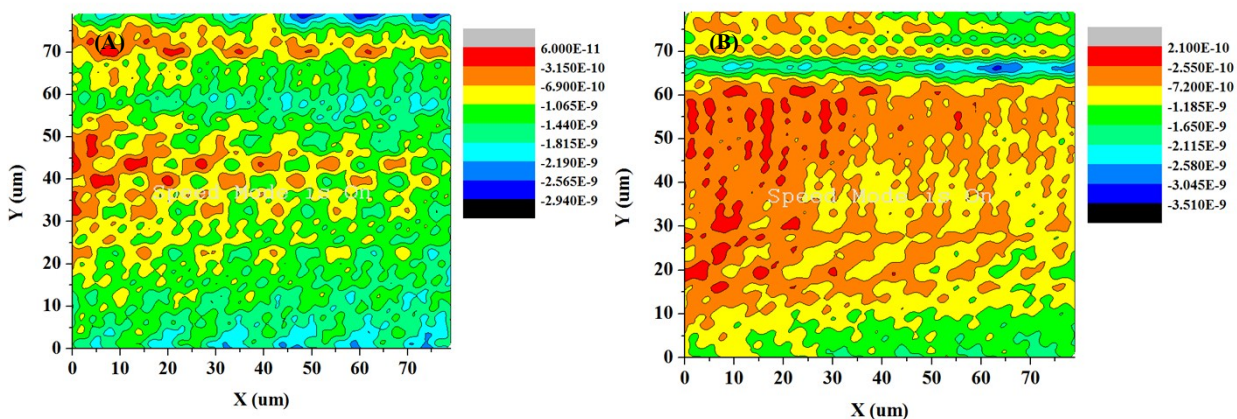 (A)
Y (um)
70
60
50
40
30
20
10
0
Speed Mode is On
0 10 20 30 40 50 60 70
X (um)
6.000E-11
-3.150E-10
-6.900E-10
-1.065E-9
-1.440E-9
-1.815E-9
-2.190E-9
-2.565E-9
-2.940E-9
(B)
Y (um)
70
60
50
40
30
20
10
0
Speed Mode is On
0 10 20 30 40 50 60 70
X (um)
2.100E-10
-2.550E-10
-7.200E-10
-1.185E-9
-1.650E-9
-2.115E-9
-2.580E-9
-3.045E-9
-3.510E-9